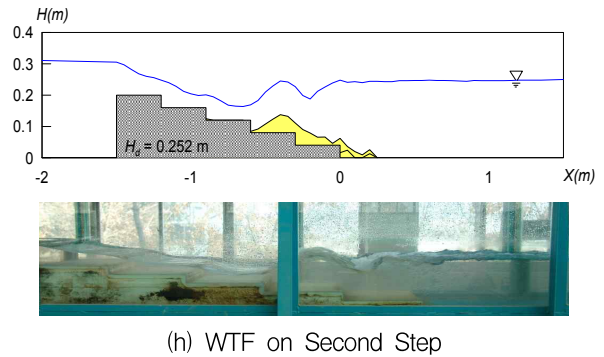 H(m)
0.4
0.3
0.2
0.1
0
H_d = 0.252 m
-2
-1
0
1
X(m)
(h) WTF on Second Step